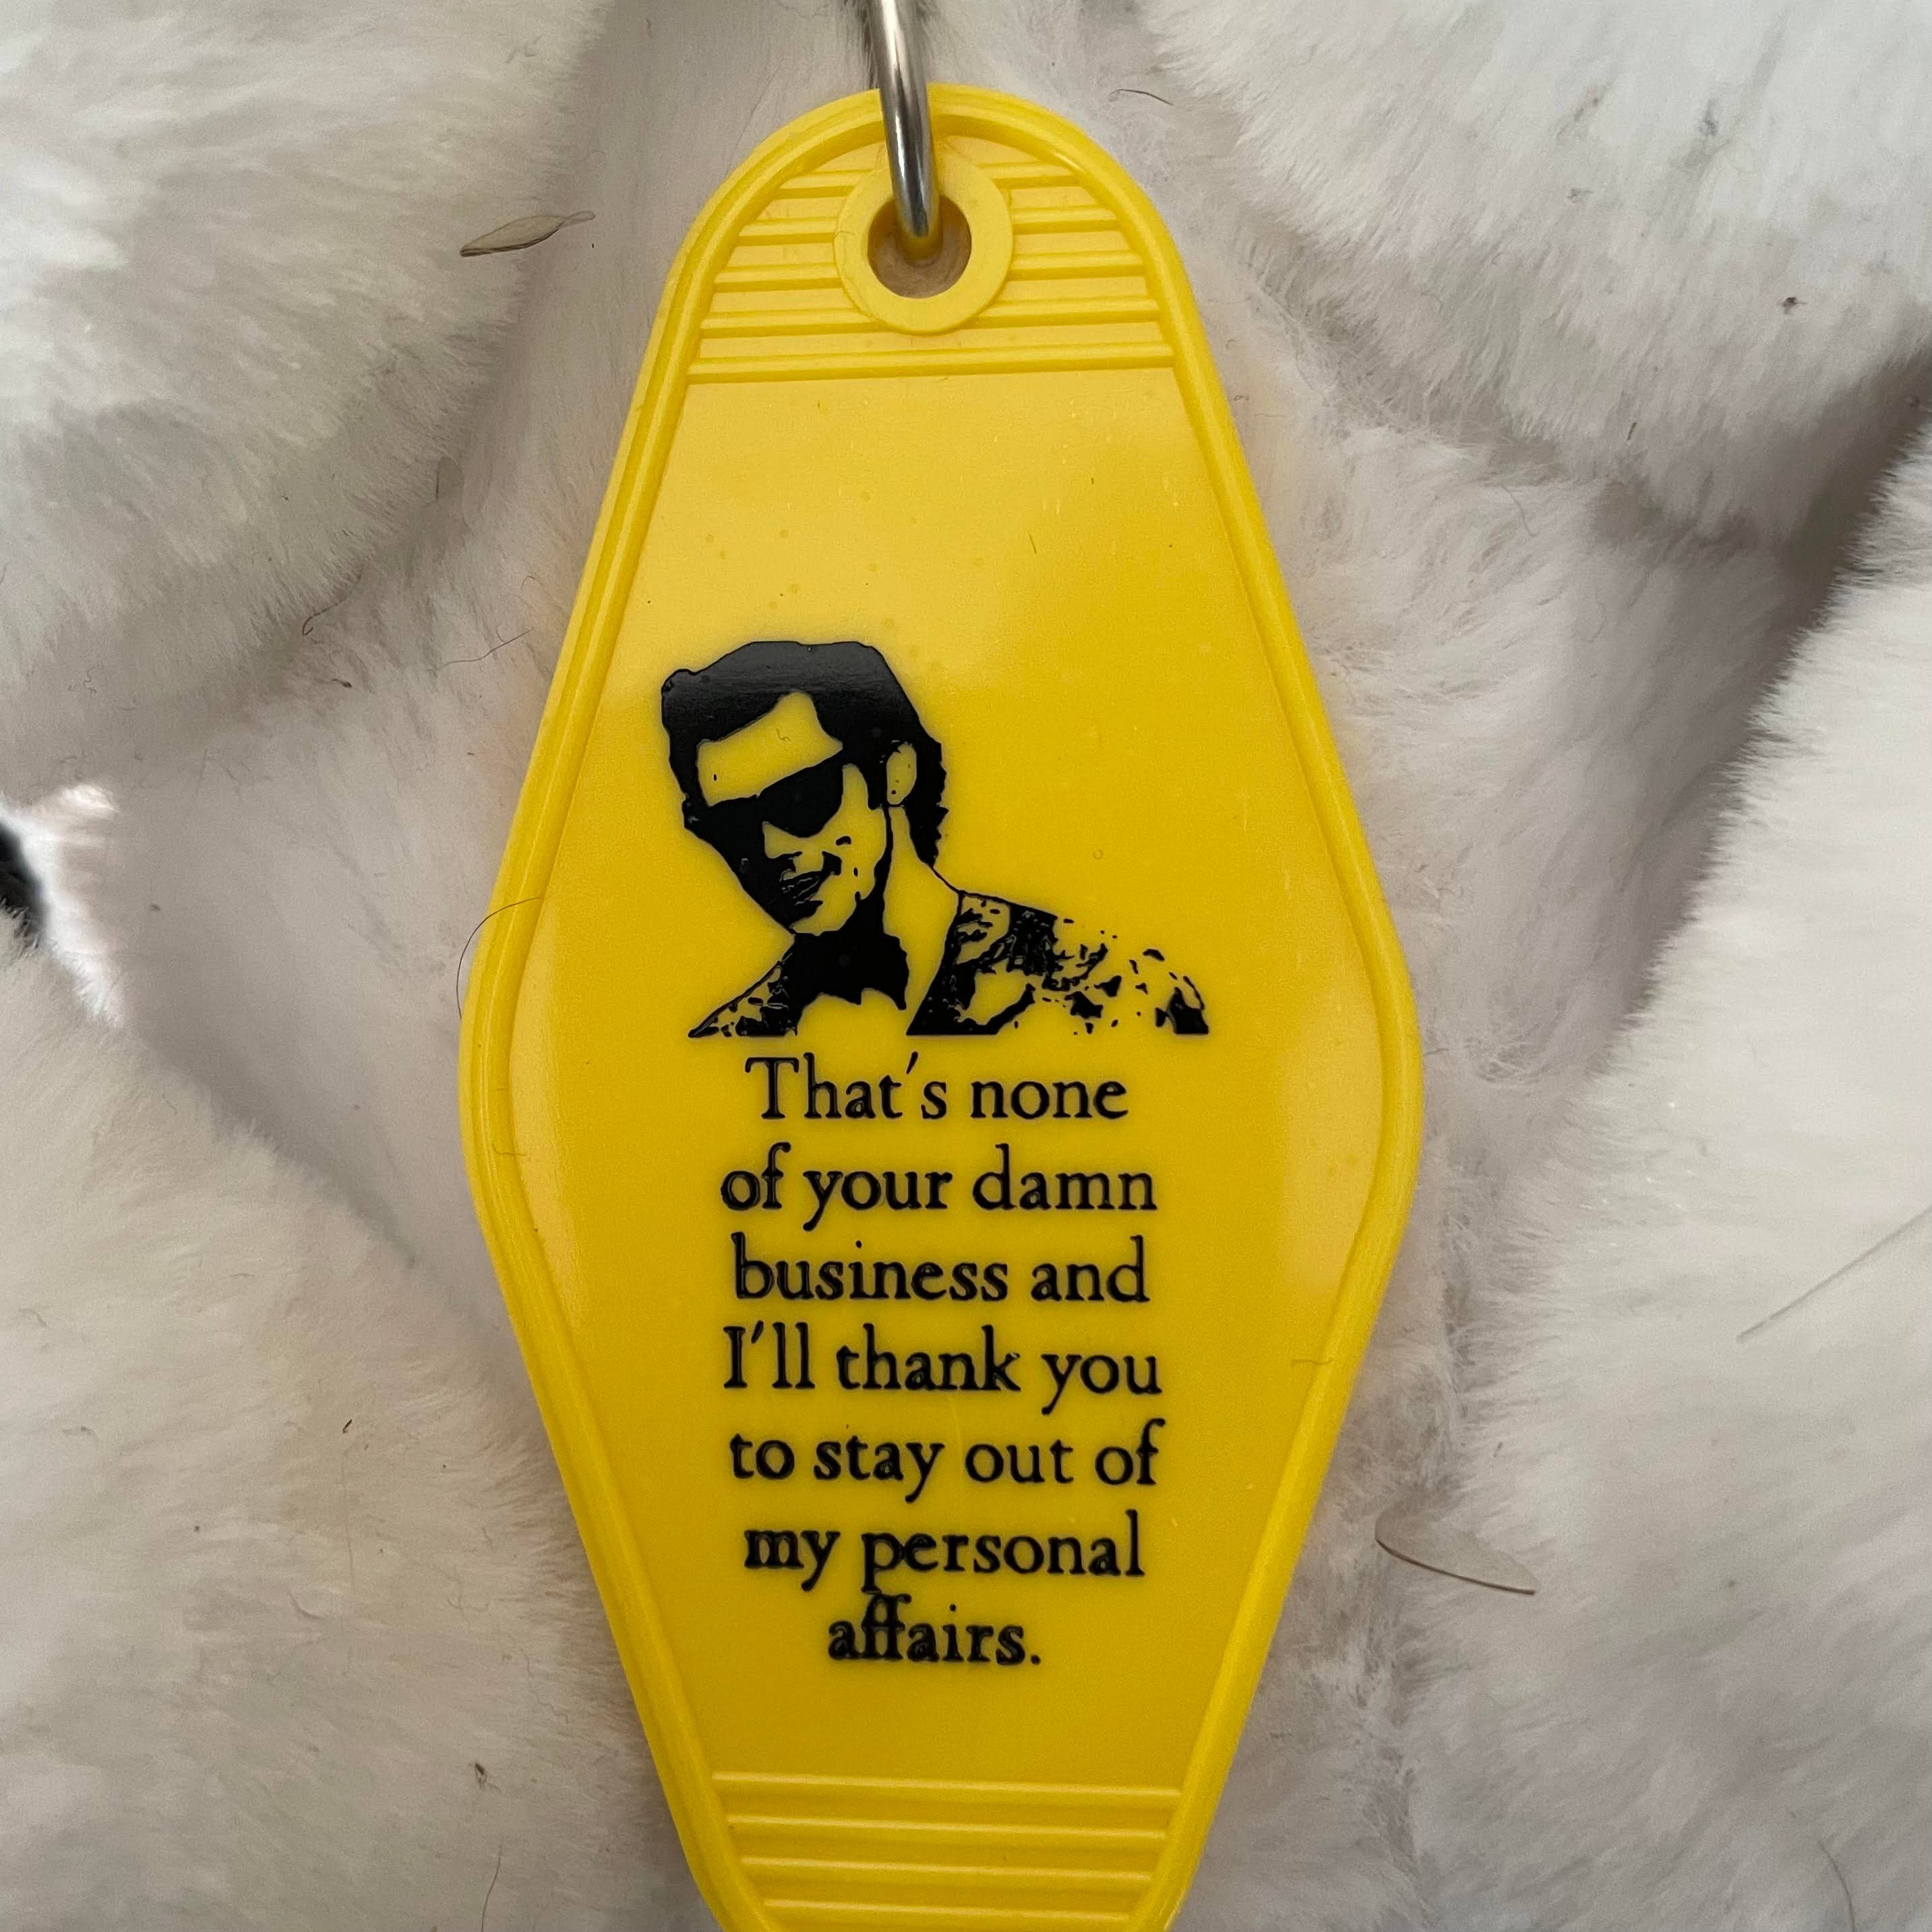 That's none
of your damn
business and
I'll thank you
to stay out of
my personal
affairs.